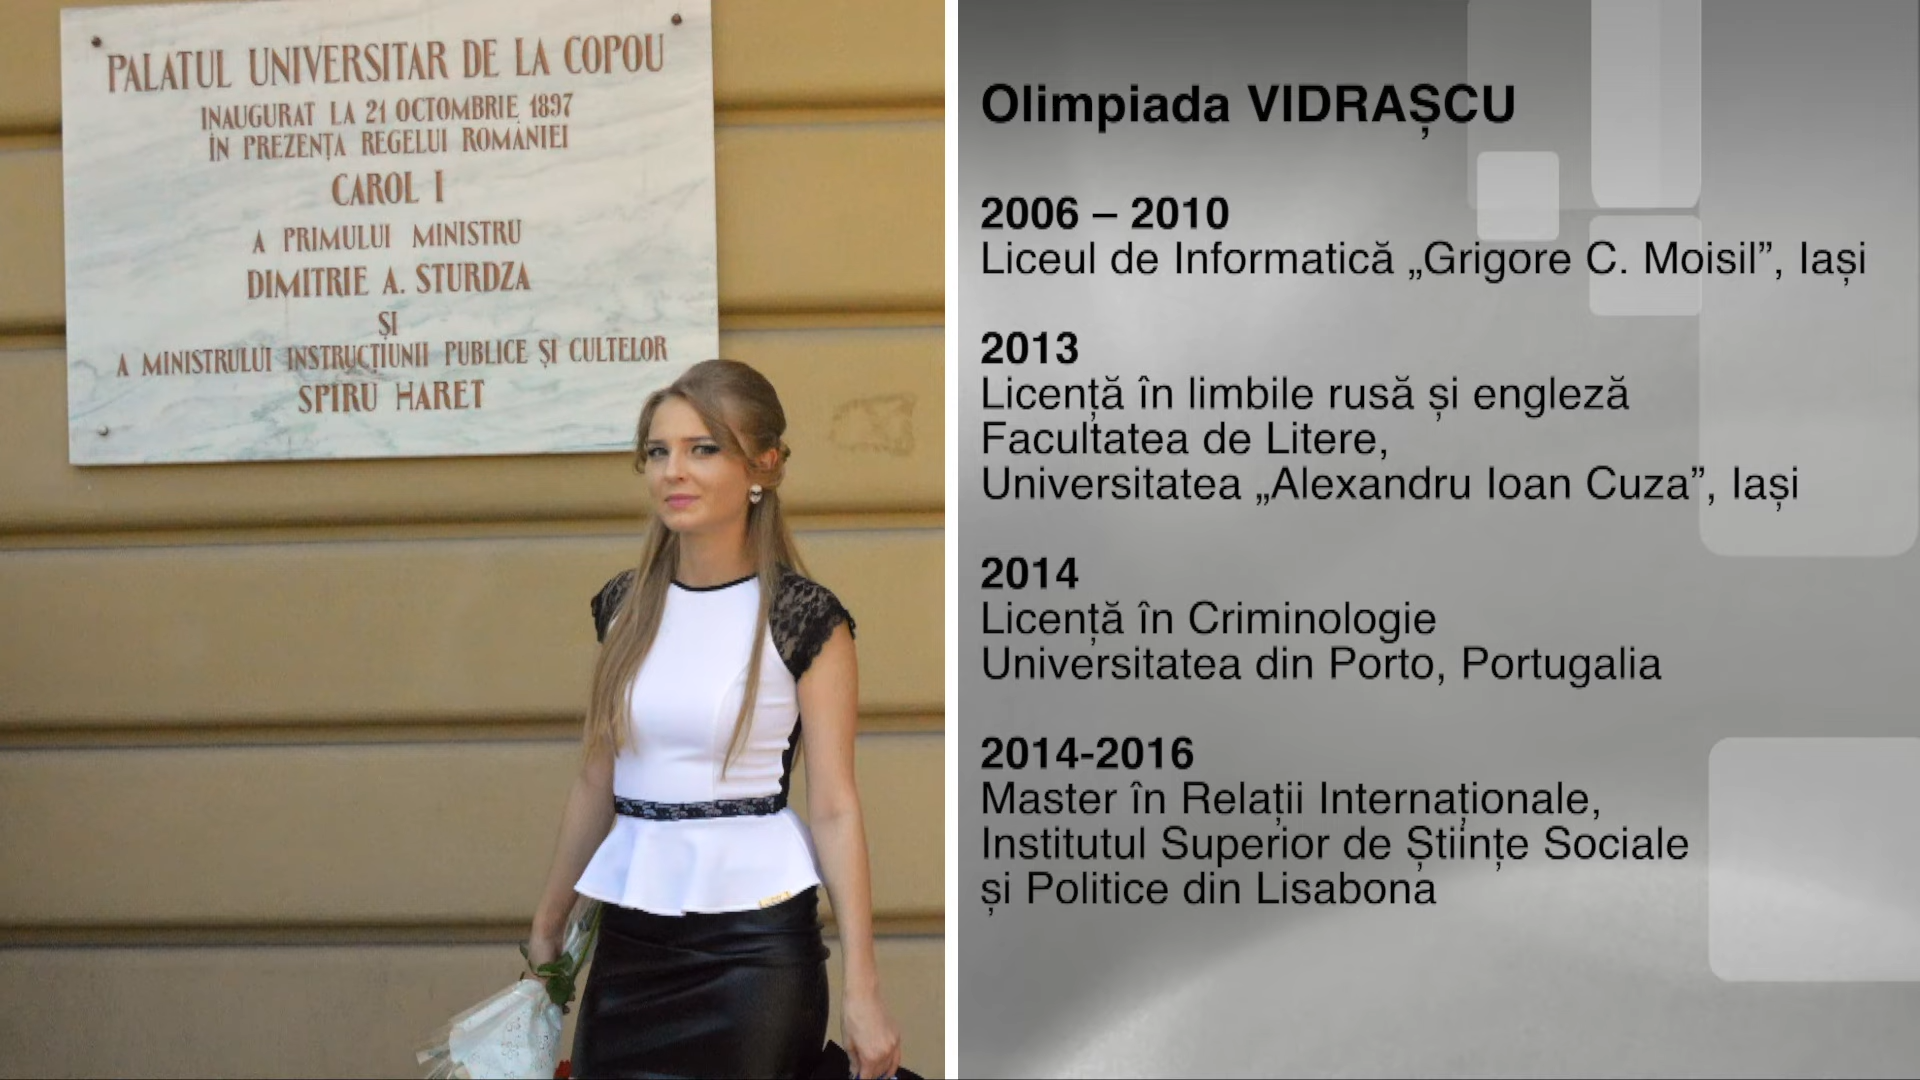 PALATUL UNIVERSITAR DE LA COPOU
INAUGURAT LA 21 OCTOMBRIE 1897
ÎN PREZENȚA REGELUI ROMÂNIEI
CAROL I
A PRIMULUI MINISTRU
DIMITRIE A. STURDZA
ȘI
A MINISTRULUI INSTRUCȚIUNII PUBLICE ȘI CULTELOR
SPIRU HARET
Olimpiada VIDRAȘCU
2006 – 2010
Liceul de Informatică „Grigore C. Moisil”, Iași
2013
Licență în limbile rusă și engleză
Facultatea de Litere,
Universitatea „Alexandru Ioan Cuza”, Iași
2014
Licență în Criminologie
Universitatea din Porto, Portugalia
2014-2016
Master în Relații Internaționale,
Institutul Superior de Științe Sociale
și Politice din Lisabona